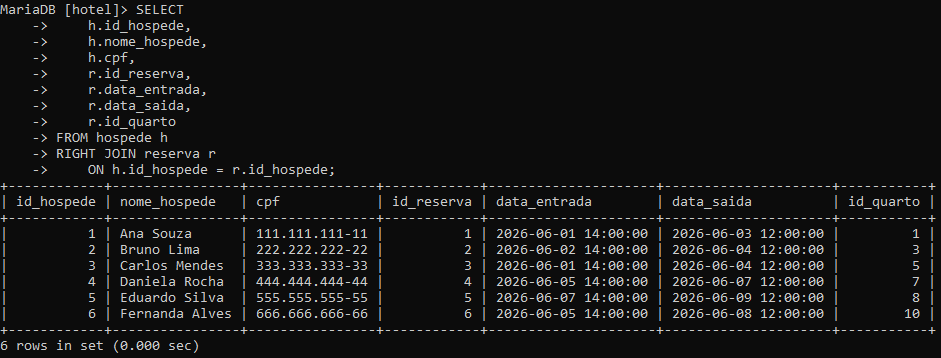 MariaDB [hotel]> SELECT
    ->     h.id_hospede,
    ->     h.nome_hospede,
    ->     h.cpf,
    ->     r.id_reserva,
    ->     r.data_entrada,
    ->     r.data_saida,
    ->     r.id_quarto
    -> FROM hospede h
    -> RIGHT JOIN reserva r
    ->     ON h.id_hospede = r.id_hospede;
+------------+----------------+----------------+------------+---------------------+---------------------+-----------+
| id_hospede | nome_hospede   | cpf            | id_reserva | data_entrada        | data_saida          | id_quarto |
+------------+----------------+----------------+------------+---------------------+---------------------+-----------+
|          1 | Ana Souza      | 111.111.111-11 |          1 | 2026-06-01 14:00:00 | 2026-06-03 12:00:00 |         1 |
|          2 | Bruno Lima     | 222.222.222-22 |          2 | 2026-06-02 14:00:00 | 2026-06-04 12:00:00 |         3 |
|          3 | Carlos Mendes  | 333.333.333-33 |          3 | 2026-06-01 14:00:00 | 2026-06-04 12:00:00 |         5 |
|          4 | Daniela Rocha  | 444.444.444-44 |          4 | 2026-06-05 14:00:00 | 2026-06-07 12:00:00 |         7 |
|          5 | Eduardo Silva  | 555.555.555-55 |          5 | 2026-06-07 14:00:00 | 2026-06-09 12:00:00 |         8 |
|          6 | Fernanda Alves | 666.666.666-66 |          6 | 2026-06-05 14:00:00 | 2026-06-08 12:00:00 |        10 |
+------------+----------------+----------------+------------+---------------------+---------------------+-----------+
6 rows in set (0.000 sec)